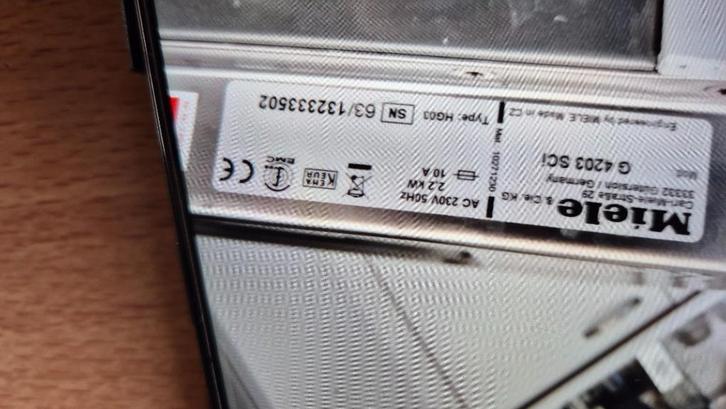 Miele
& Cie. KG
Carl-Miele-Straße 29
33332 Gütersloh / Germany
Mod.
G 4203 SCi
Engineered by MIELE Made in CZ
AC 230V 50Hz
2.2 kW
10 A
KEMA
KEUR
EMC
CE
Mat.
Type: HG03
SN 63/132333502